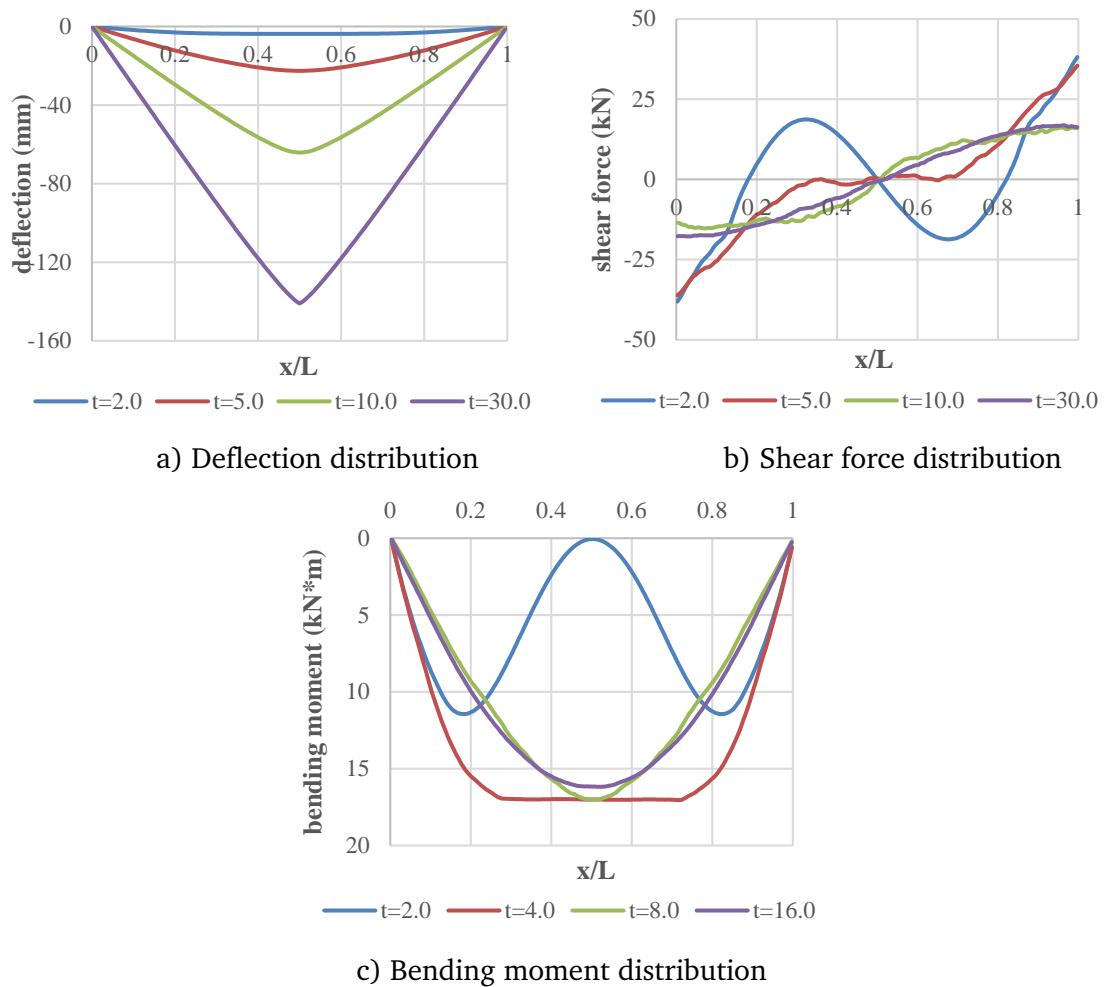 0
-40
-80
-120
-160
deflection (mm)
0 0.2 0.4 0.6 0.8 1
x/L
t=2.0 t=5.0 t=10.0 t=30.0
a) Deflection distribution
50
25
0
-25
-50
shear force (kN)
0 0.2 0.4 0.6 0.8 1
x/L
t=2.0 t=5.0 t=10.0 t=30.0
b) Shear force distribution
0 0.2 0.4 0.6 0.8 1
0
5
10
15
20
bending moment (kN*m)
x/L
t=2.0 t=4.0 t=8.0 t=16.0
c) Bending moment distribution